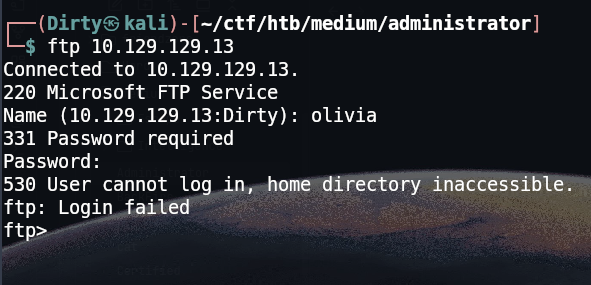 ┌──(Dirty㉿kali)-[~/ctf/htb/medium/administrator]
└─$ ftp 10.129.129.13
Connected to 10.129.129.13.
220 Microsoft FTP Service
Name (10.129.129.13:Dirty): olivia
331 Password required
Password:
530 User cannot log in, home directory inaccessible.
ftp: Login failed
ftp>